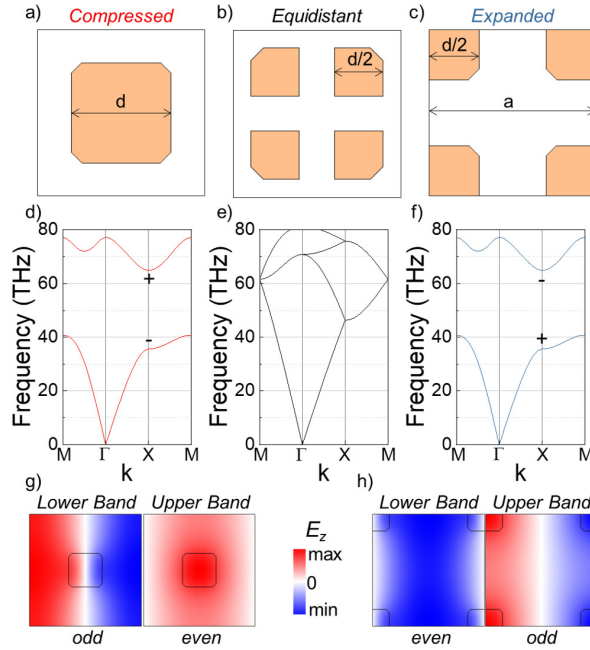 a) Compressed b) Equidistant c) Expanded
d d/2 d/2
a
d) e) f)
80 80 80
60 60 60
40 40 40
20 20 20
0 0 0
Frequency (THz) Frequency (THz) Frequency (THz)
+ -
- +
M Γ X M M Γ X M M Γ X M
k k k
g) h)
Lower Band Upper Band Lower Band Upper Band
E_z
max
0
min
odd even even odd